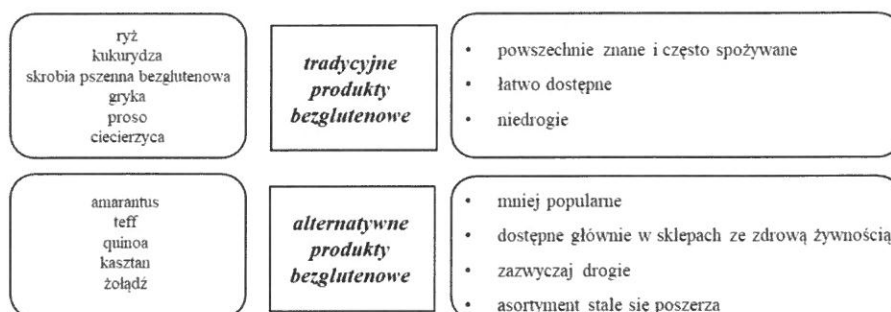 ryż
kukurydza
skrobia pszenna bezglutenowa
gryka
proso
ciecierzyca
tradycyjne
produkty
bezglutenowe
• powszechnie znane i często spożywane
• łatwo dostępne
• niedrogie
amarantus
teff
quinoa
kasztan
żołądź
alternatywne
produkty
bezglutenowe
• mniej popularne
• dostępne głównie w sklepach ze zdrową żywnością
• zazwyczaj drogie
• asortyment stale się poszerza